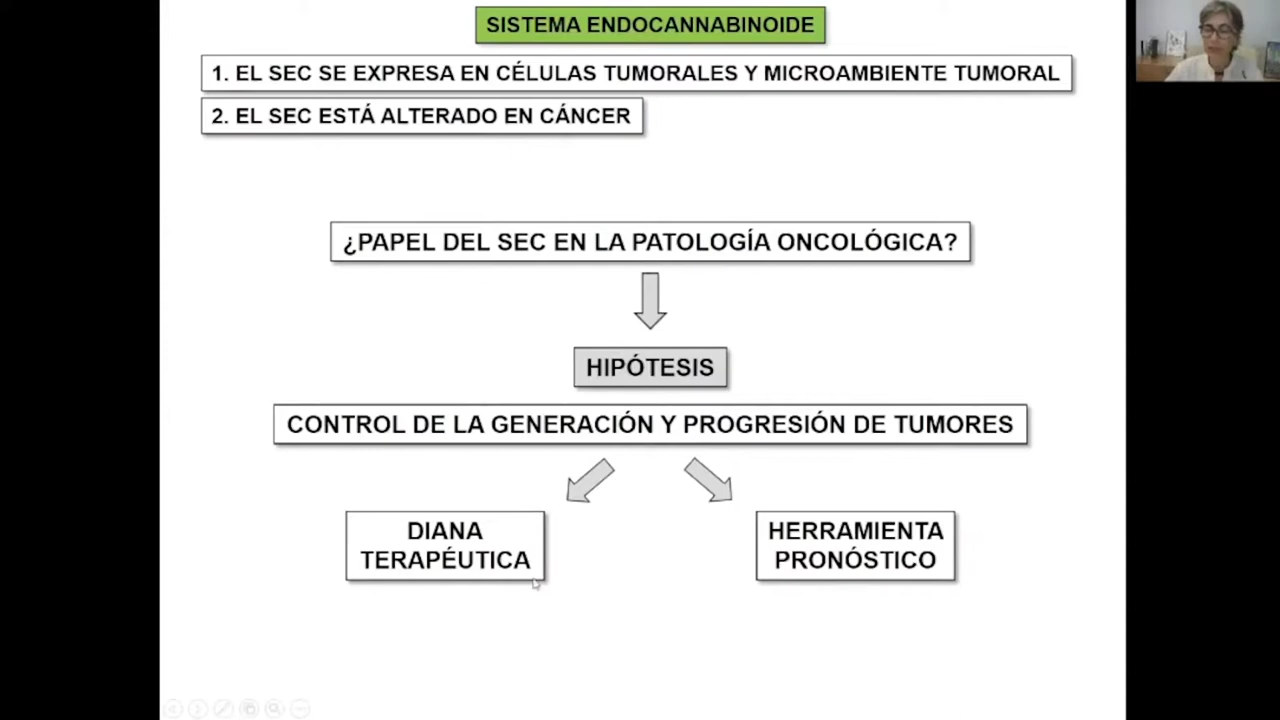 SISTEMA ENDOCANNABINOIDE
1. EL SEC SE EXPRESA EN CÉLULAS TUMORALES Y MICROAMBIENTE TUMORAL
2. EL SEC ESTÁ ALTERADO EN CÁNCER
¿PAPEL DEL SEC EN LA PATOLOGÍA ONCOLÓGICA?
HIPÓTESIS
CONTROL DE LA GENERACIÓN Y PROGRESIÓN DE TUMORES
DIANA
TERAPÉUTICA
HERRAMIENTA
PRONÓSTICO